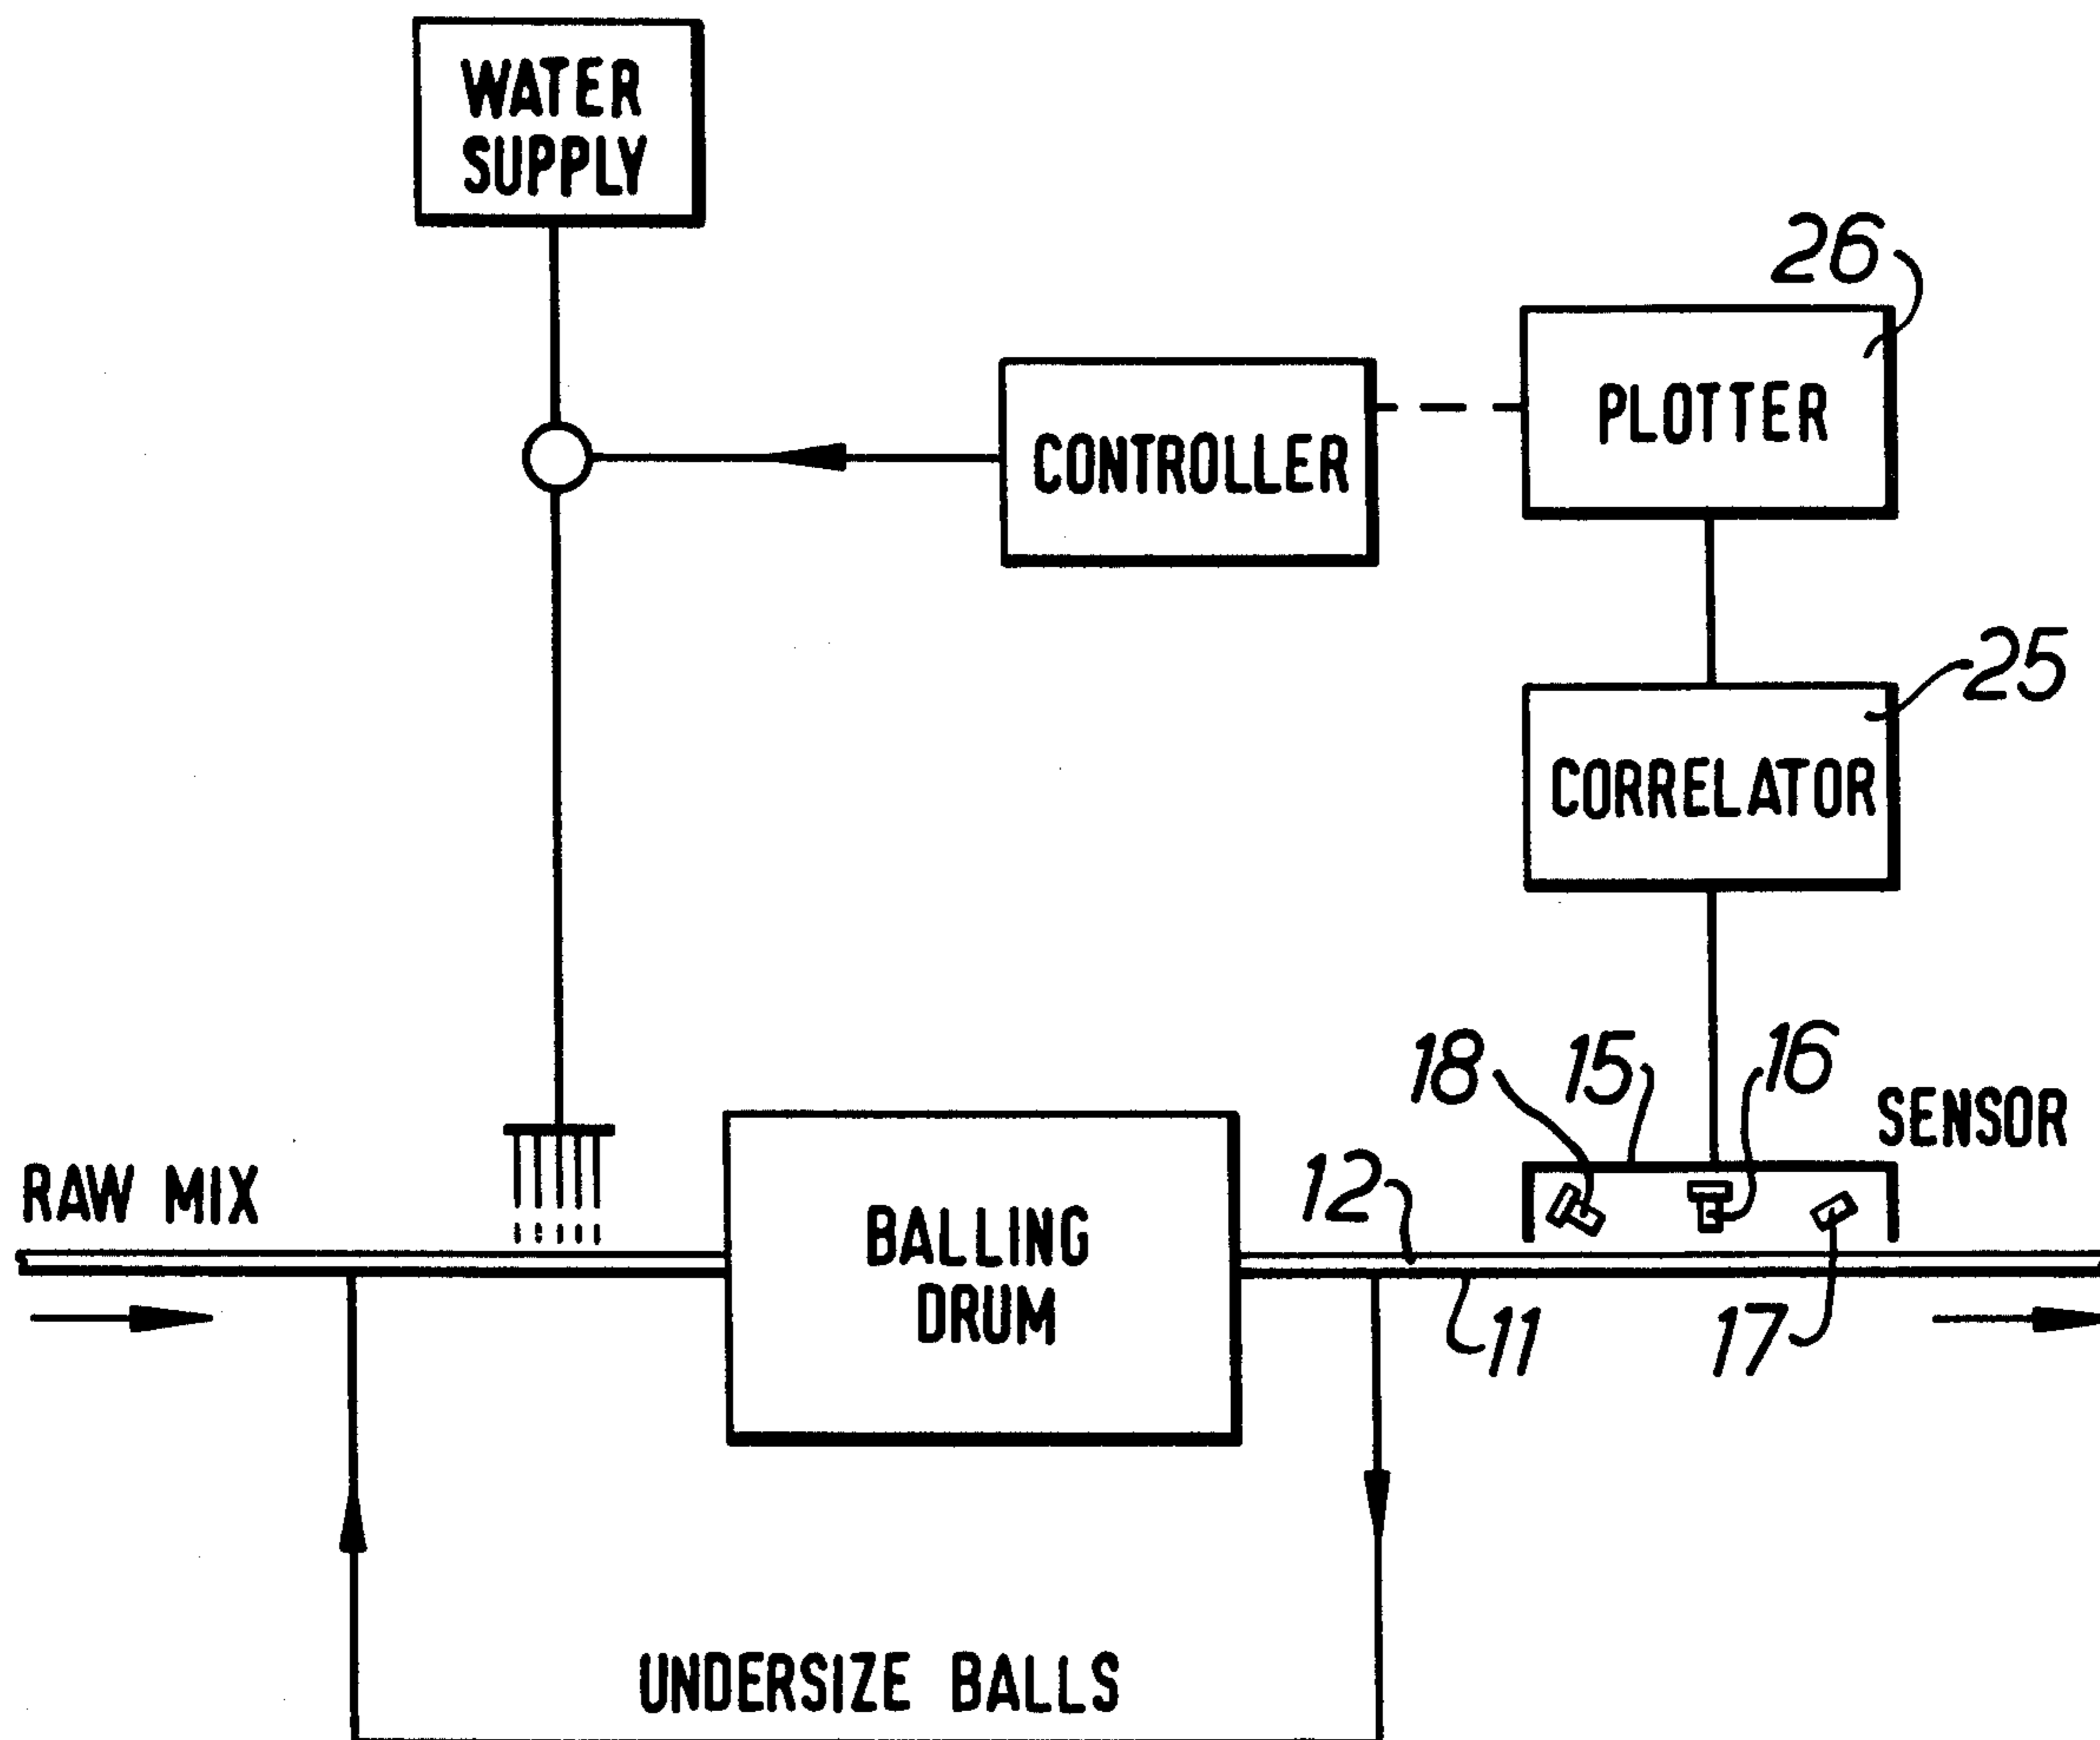 WATER
SUPPLY
26
PLOTTER
CONTROLLER
25
CORRELATOR
18
15
16
SENSOR
12
RAW MIX
BALLING
DRUM
11
17
UNDERSIZE BALLS